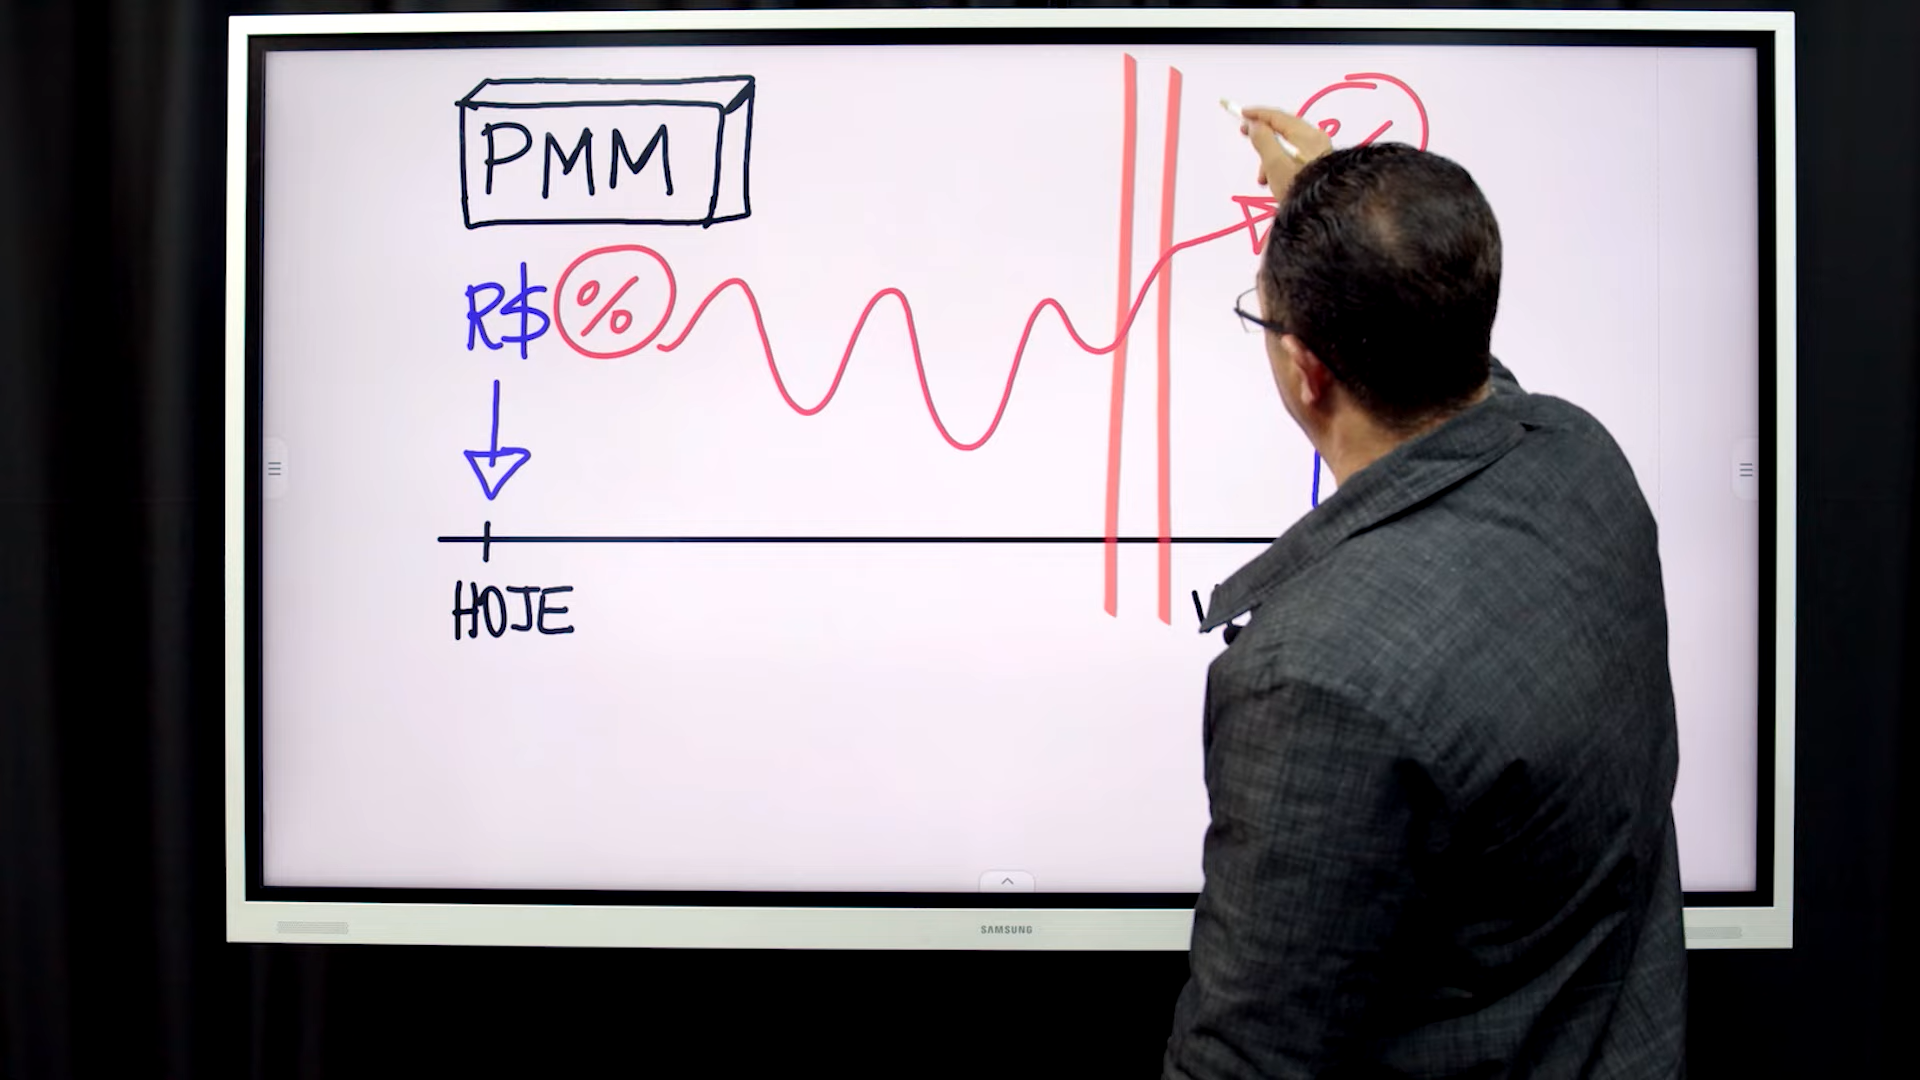 PMM
R$ %
%
HOJE
SAMSUNG